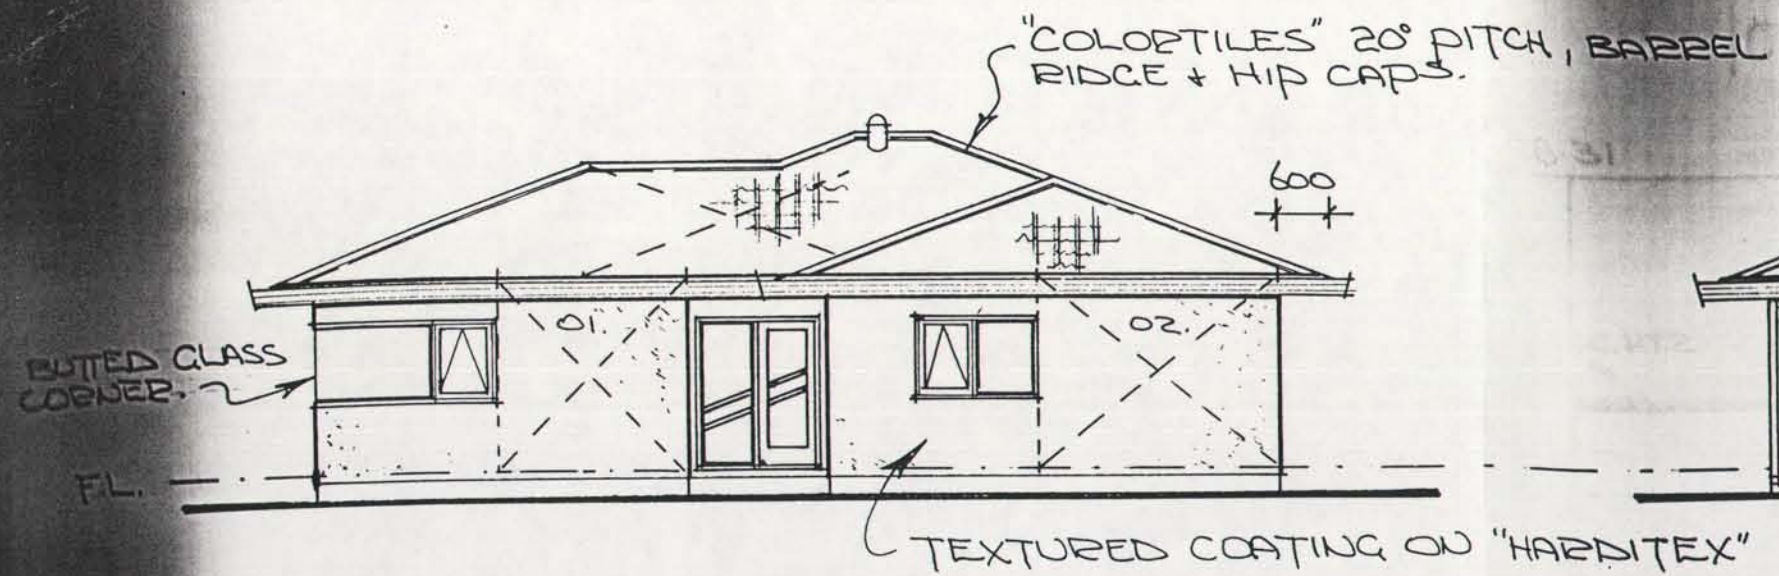 "COLORTILES" 20° PITCH, BARREL
RIDGE + HIP CAPS.
600
01.
02.
BUTTED GLASS
CORNER.
F.L.
TEXTURED COATING ON "HARDITEX"